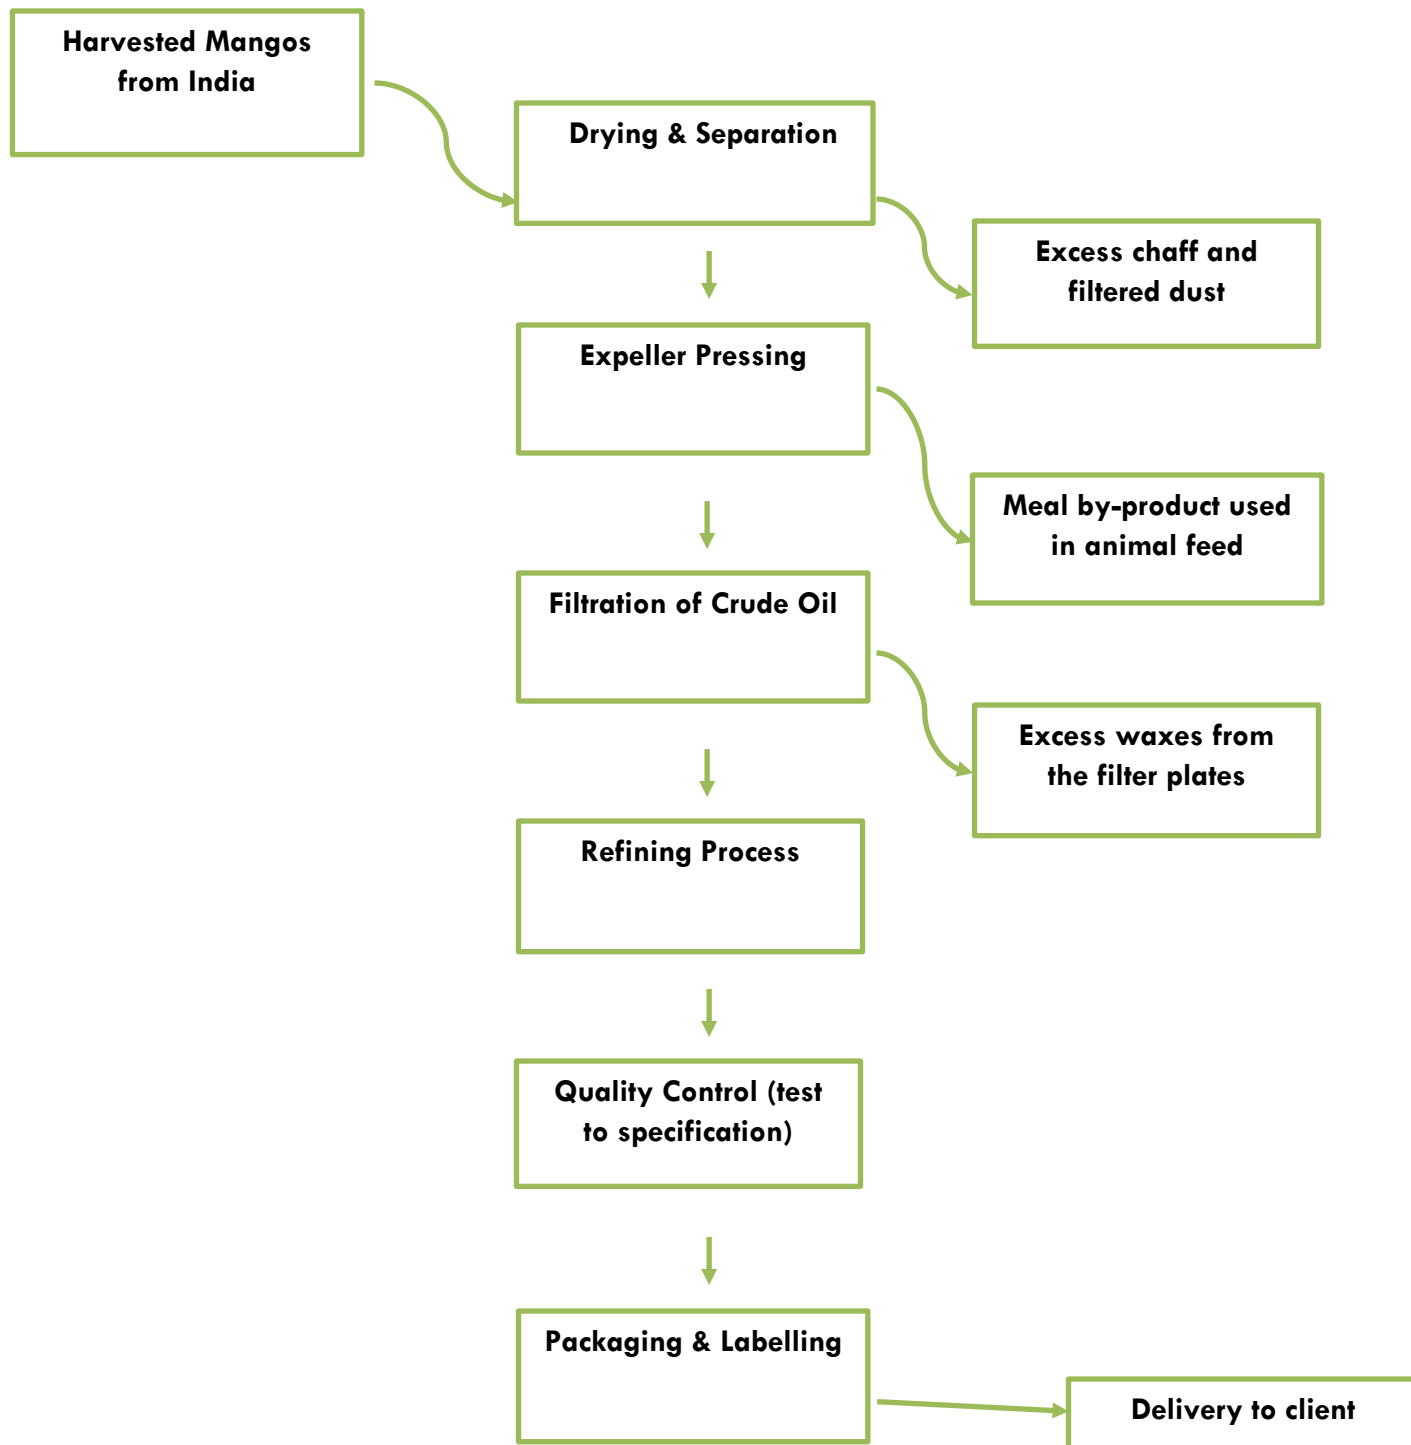 Harvested Mangos
from India
Drying & Separation
Excess chaff and
filtered dust
Expeller Pressing
Meal by-product used
in animal feed
Filtration of Crude Oil
Excess waxes from
the filter plates
Refining Process
Quality Control (test
to specification)
Packaging & Labelling
Delivery to client